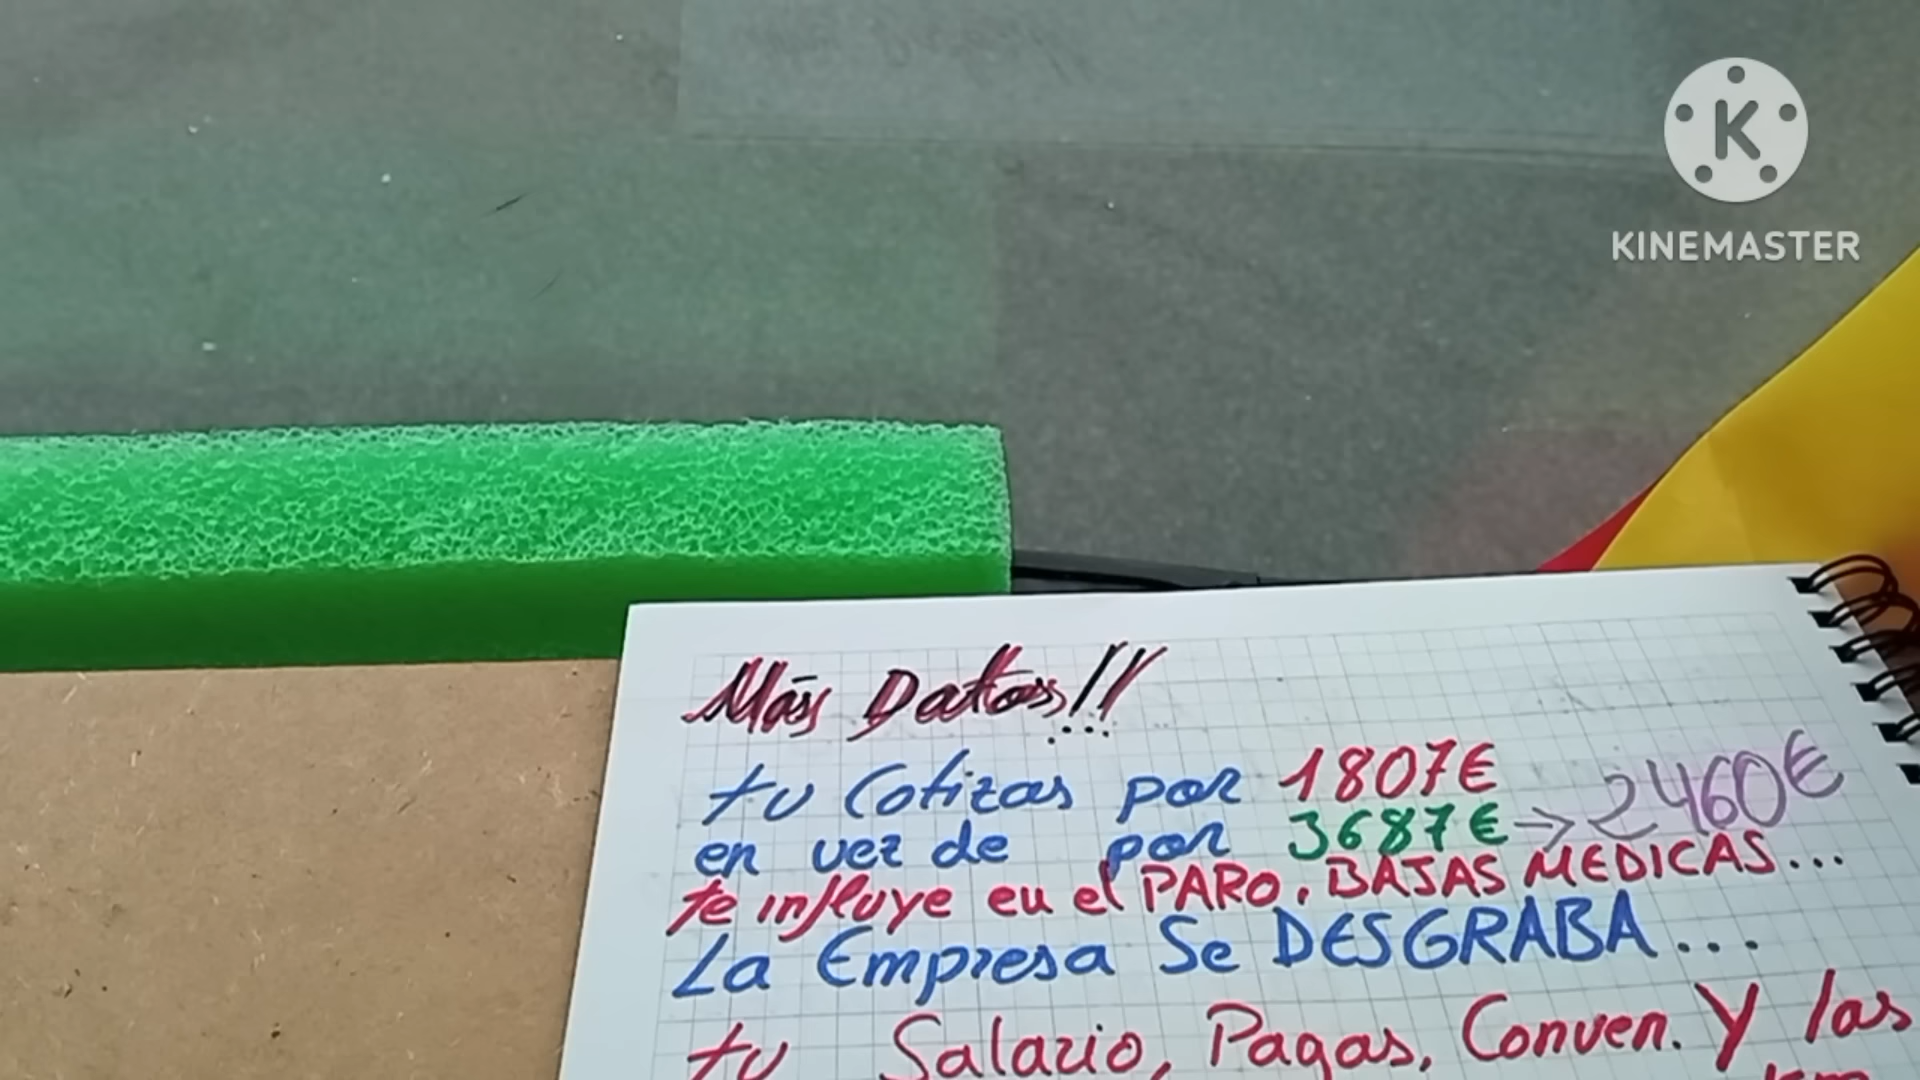 KINEMASTER
Más Datos!!
tu Cotizas por 1807€
en vez de por 3687€ → 2460€
te influye en el PARO, BAJAS MEDICAS...
La Empresa Se DESGRABA...
tu Salario, Pagas, Conven. Y las
km